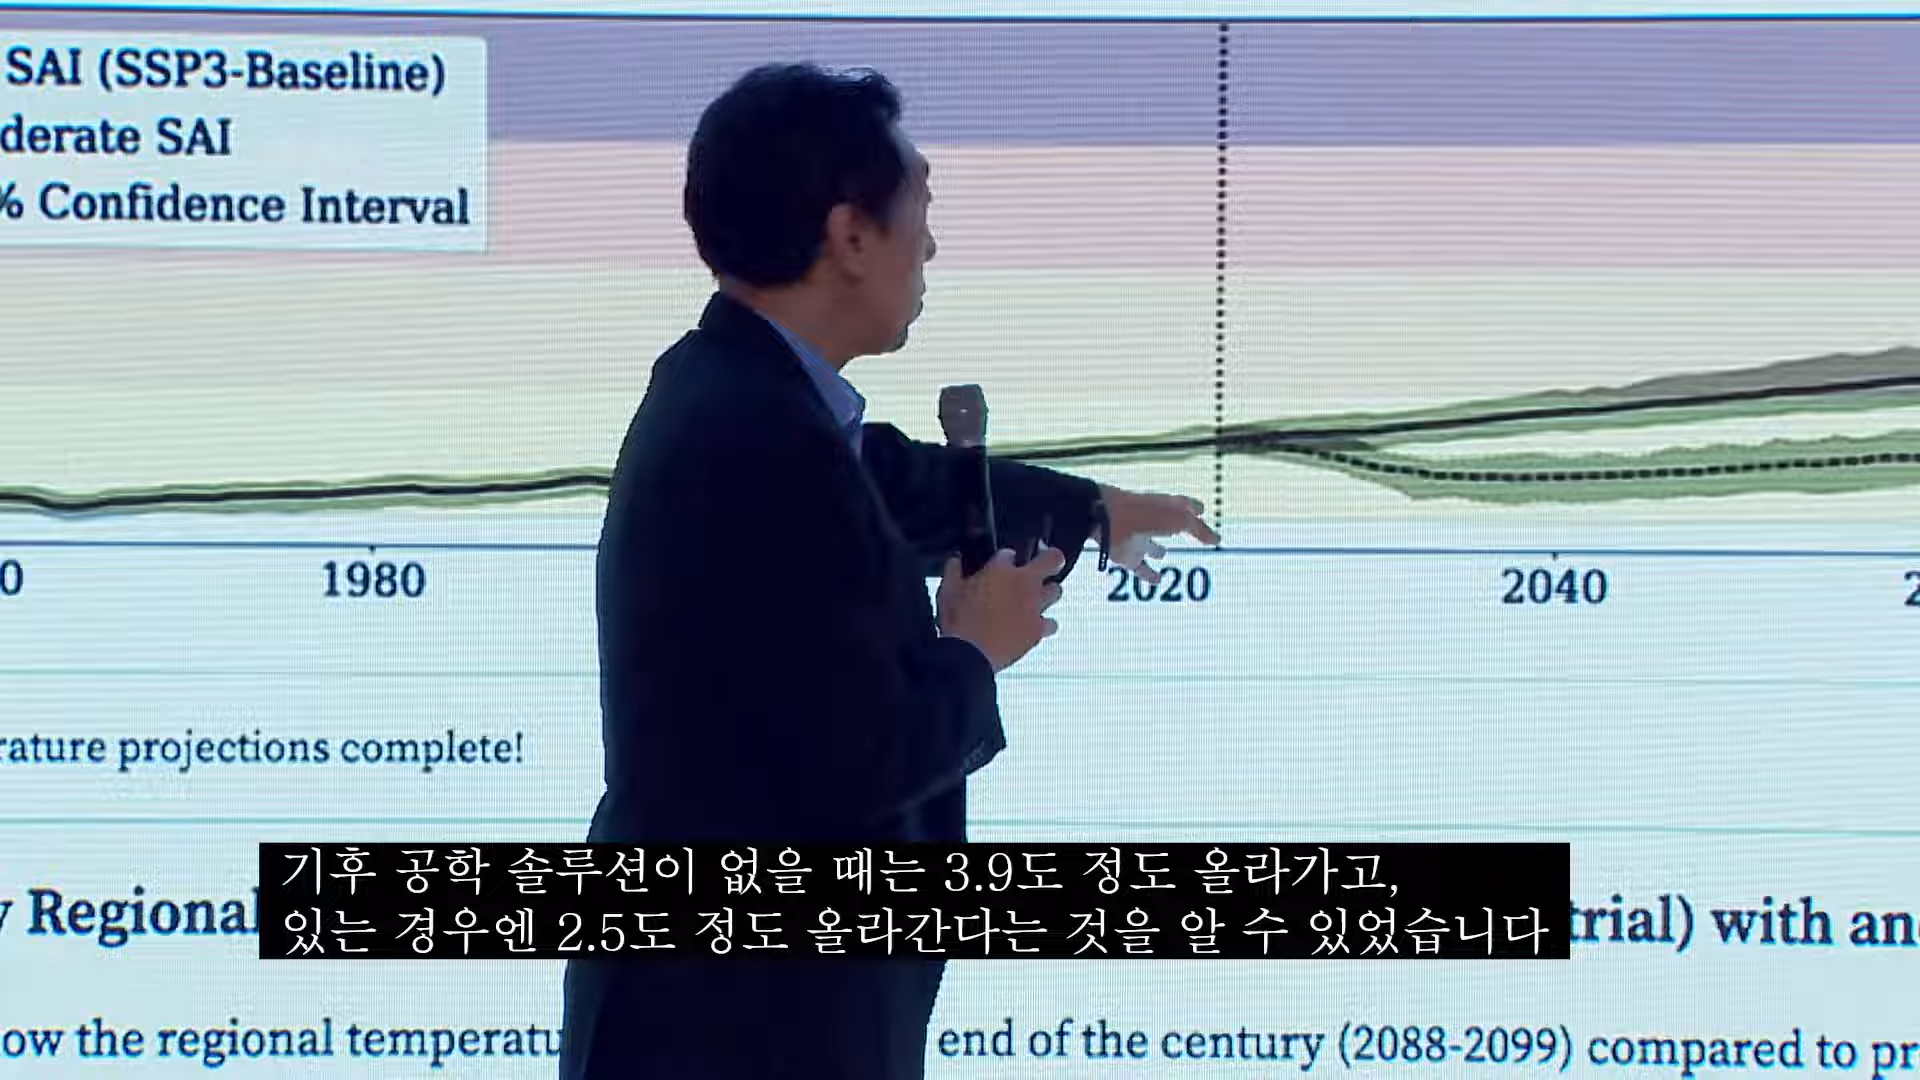 SAI (SSP3-Baseline)
derate SAI
% Confidence Interval
0 1980 2020 2040 2
rature projections complete!
기후 공학 솔루션이 없을 때는 3.9도 정도 올라가고,
있는 경우엔 2.5도 정도 올라간다는 것을 알 수 있었습니다
y Regional trial) with an
ow the regional temperatu end of the century (2088-2099) compared to pr